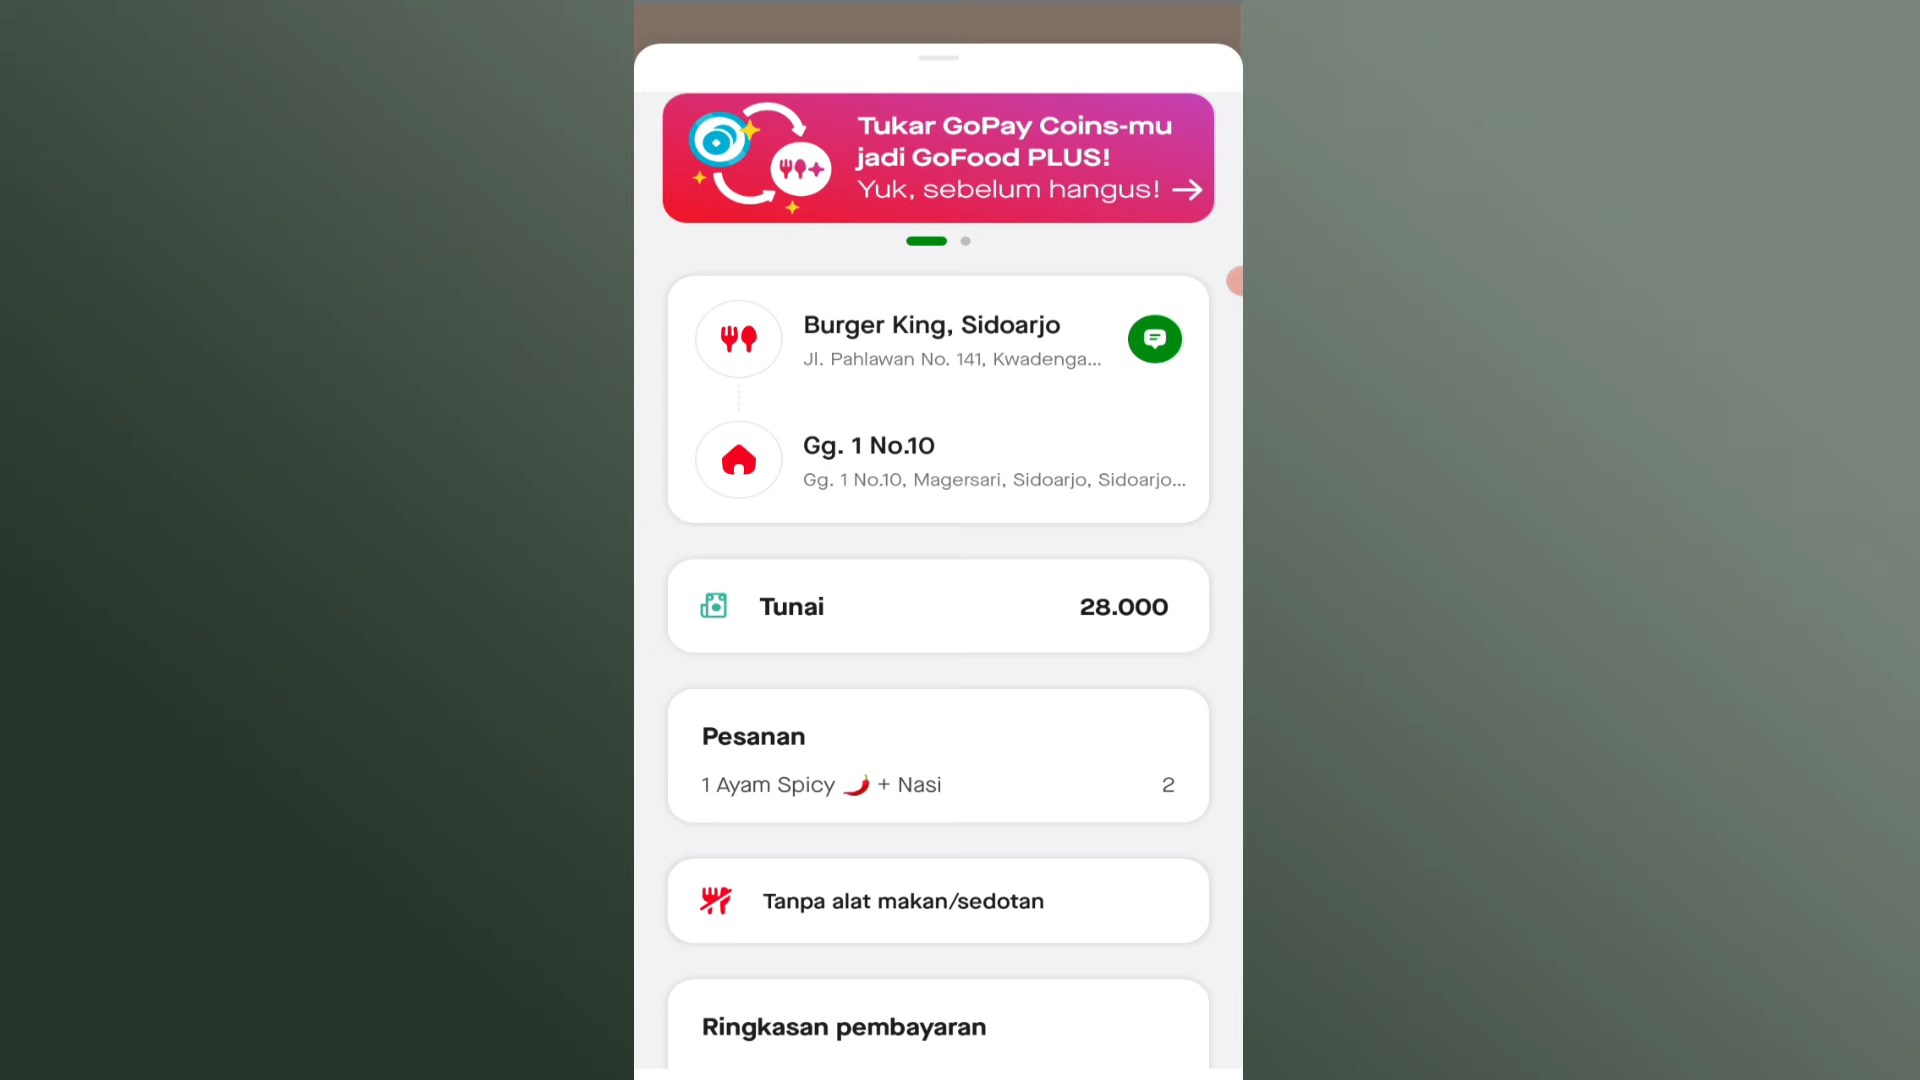 Tukar GoPay Coins-mu
jadi GoFood PLUS!
Yuk, sebelum hangus!
Burger King, Sidoarjo
Jl. Pahlawan No. 141, Kwadenga...
Gg. 1 No.10
Gg. 1 No.10, Magersari, Sidoarjo, Sidoarjo...
Tunai 28.000
Pesanan
1 Ayam Spicy 🌶️ + Nasi 2
Tanpa alat makan/sedotan
Ringkasan pembayaran